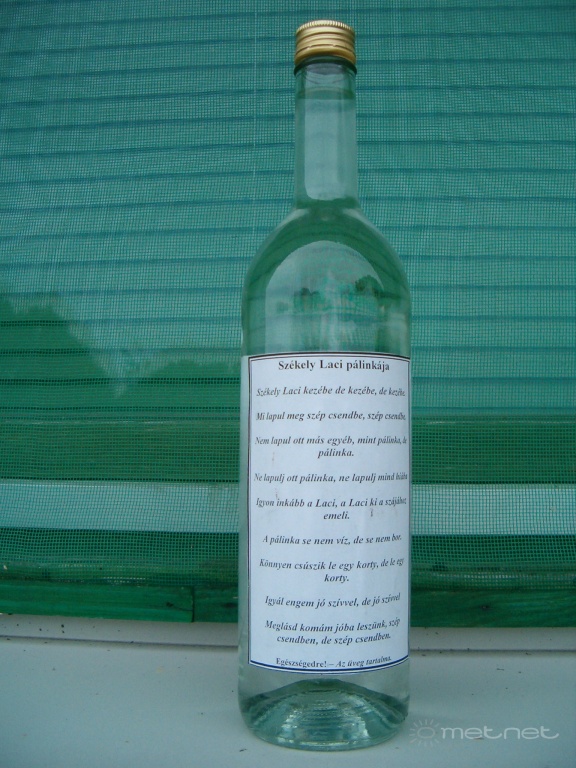 Székely Laci pálinkája
Székely Laci kezébe de kezébe, de kezébe.
Mi lapul meg szép csendbe, szép csendbe,
Nem lapul ott más egyéb, mint pálinka, de
pálinka.
Ne lapulj ott pálinka, ne lapulj mind hiába
Igyon inkább a Laci, a Laci ki a szájához
emeli.
A pálinka se nem víz, de se nem bor.
Könnyen csúszik le egy korty, de le egy
korty.
Igyál engem jó szívvel, de jó szívvel
Meglásd komám jóba leszünk, szép
csendben, de szép csendben.
Egészségedre!– Az üveg tartalma.
metnet